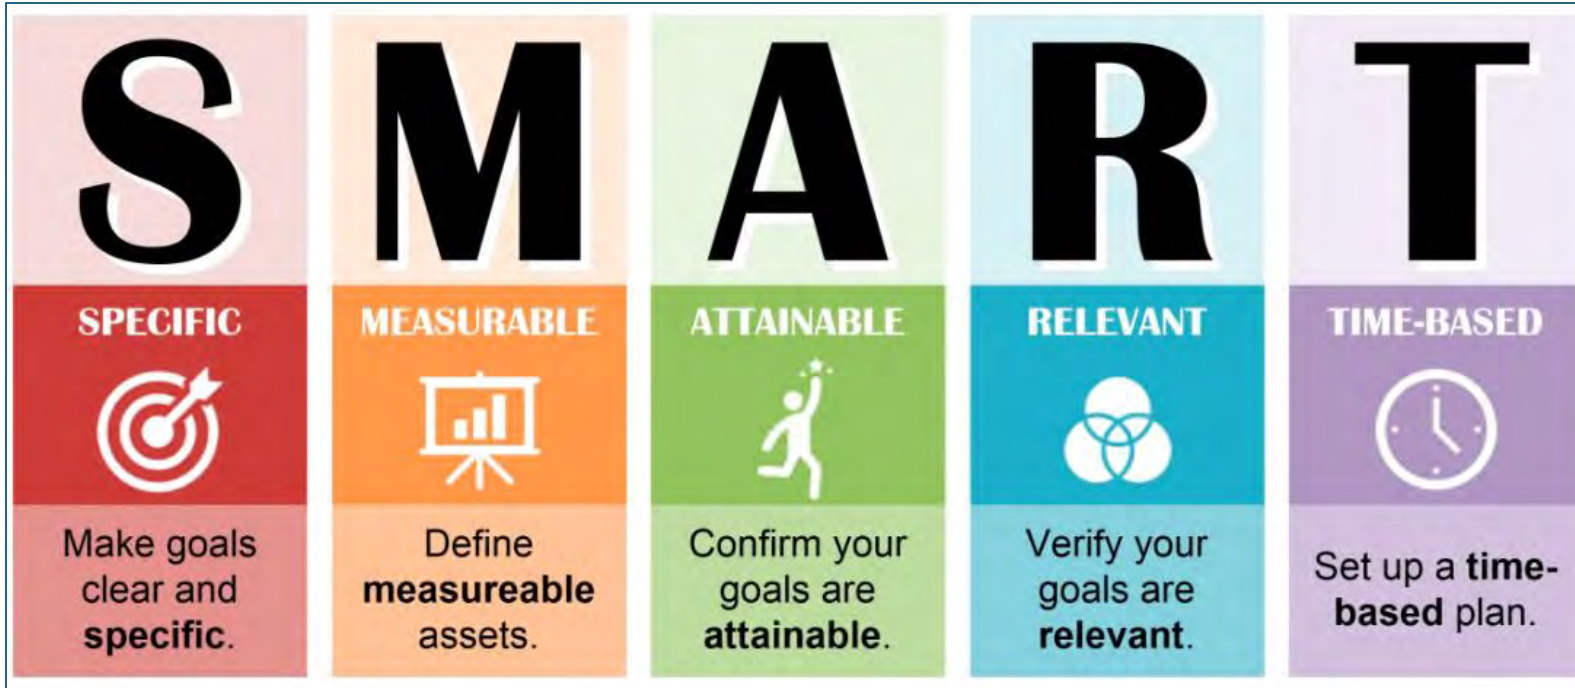 S
SPECIFIC
Make goals
clear and
specific.
M
MEASURABLE
Define
measureable
assets.
A
ATTAINABLE
Confirm your
goals are
attainable.
R
RELEVANT
Verify your
goals are
relevant.
T
TIME-BASED
Set up a time-
based plan.